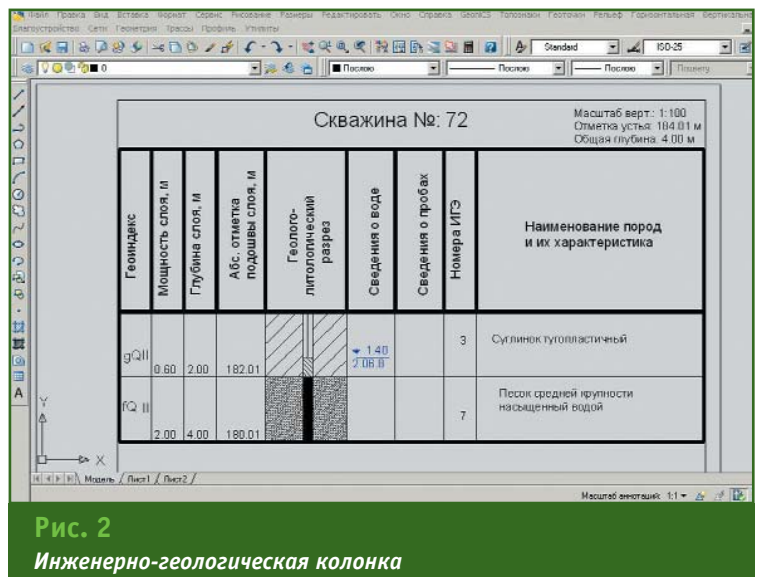 Файл Правка Вид Вставка Формат Сервис Рисование Размеры Редактировать Окно Справка GeoniCS Топознаки Геоточки Рельеф Горизонтальная Вертикальная
Благоустройство Сети Геометрия Трассы Профиль Утилиты
Standard ISO-25
0 Послою Послою Послою
Скважина №: 72
Масштаб верт.: 1:100
Отметка устья: 184.01 м
Общая глубина: 4.00 м
Геоиндекс
Мощность слоя, м
Глубина слоя, м
Абс. отметка
подошвы слоя, м
Геолого-
литологический
разрез
Сведения о воде
Сведения о пробах
Номера ИГЭ
Наименование пород
и их характеристика
gQII 0.60 2.00 182.01 1.40 3 Суглинок тугопластичный
fQ II 2.00 4.00 180.01 7 Песок средней крупности
насыщенный водой
Y
X
Модель Лист1 Лист2
Масштаб аннотаций: 1:1
Рис. 2
Инженерно-геологическая колонка